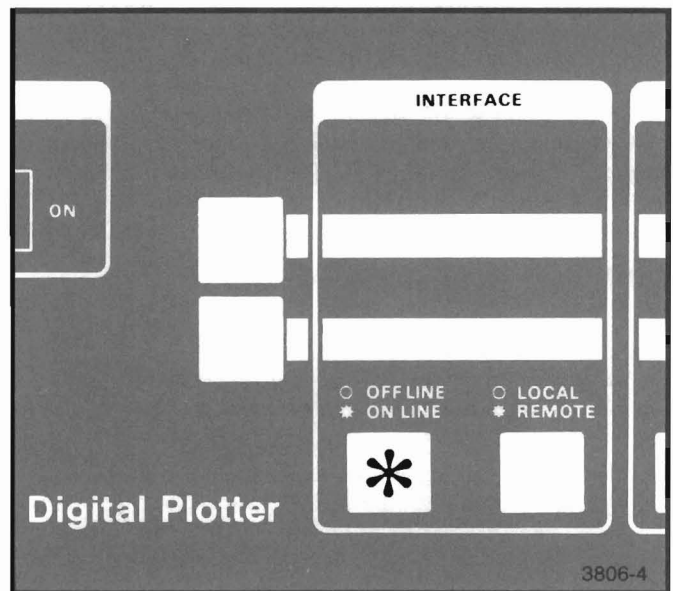 INTERFACE
ON
○ OFF LINE
✸ ON LINE
○ LOCAL
✸ REMOTE
*
Digital Plotter
3806-4